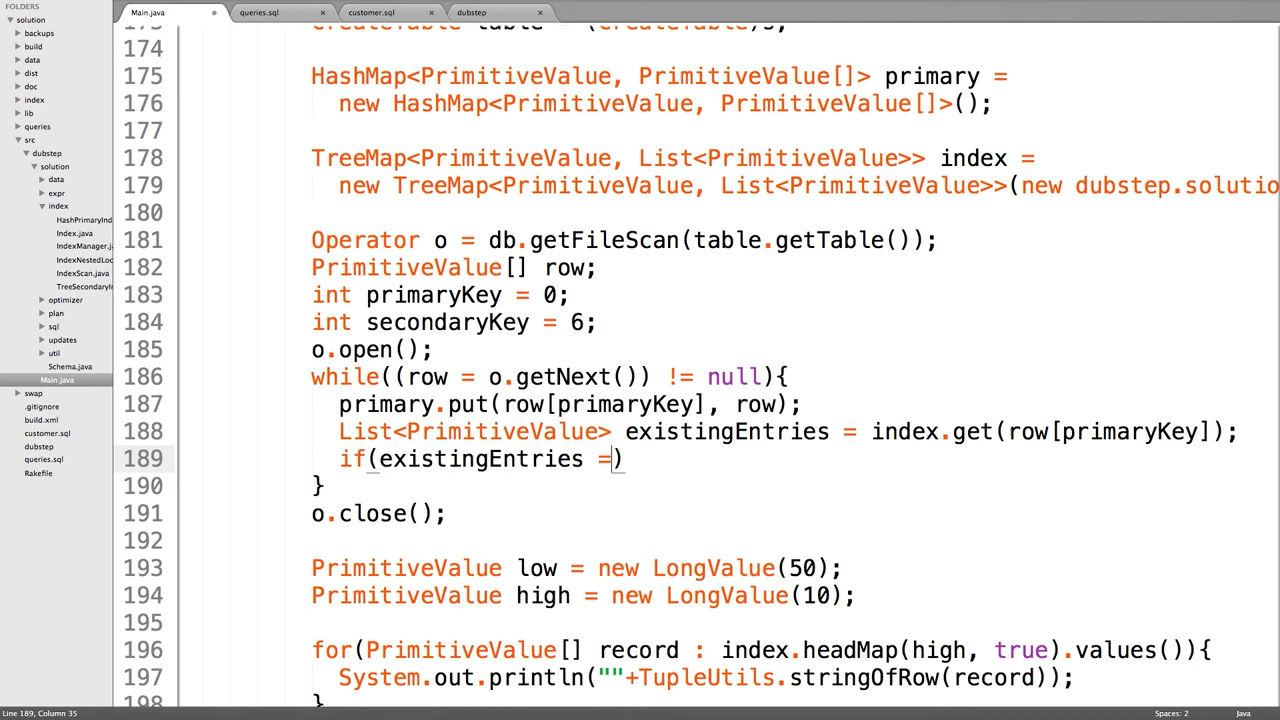 FOLDERS
solution
backups
build
data
dist
doc
index
lib
queries
src
dubstep
solution
data
expr
index
HashPrimaryInd
Index.java
IndexManager.j
IndexNestedLoo
IndexScan.java
TreeSecondaryI
optimizer
plan
sql
updates
util
Schema.java
Main.java
swap
.gitignore
build.xml
customer.sql
dubstep
queries.sql
Rakefile
Main.java
queries.sql
customer.sql
dubstep
174
175 HashMap<PrimitiveValue, PrimitiveValue[]> primary =
176 new HashMap<PrimitiveValue, PrimitiveValue[]>();
177
178 TreeMap<PrimitiveValue, List<PrimitiveValue>> index =
179 new TreeMap<PrimitiveValue, List<PrimitiveValue>>(new dubstep.solutio
180
181 Operator o = db.getFileScan(table.getTable());
182 PrimitiveValue[] row;
183 int primaryKey = 0;
184 int secondaryKey = 6;
185 o.open();
186 while((row = o.getNext()) != null){
187 primary.put(row[primaryKey], row);
188 List<PrimitiveValue> existingEntries = index.get(row[primaryKey]);
189 if(existingEntries =)
190 }
191 o.close();
192
193 PrimitiveValue low = new LongValue(50);
194 PrimitiveValue high = new LongValue(10);
195
196 for(PrimitiveValue[] record : index.headMap(high, true).values()){
197 System.out.println(""+TupleUtils.stringOfRow(record));
198 }
Line 189, Column 35
Spaces: 2
Java